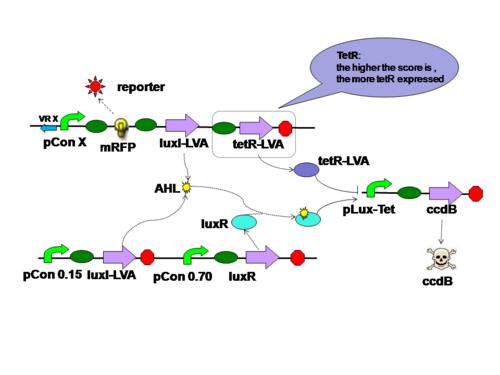 TetR:
the higher the score is ,
the more tetR expressed
reporter
VR X
pCon X
mRFP
luxI-LVA
tetR-LVA
tetR-LVA
AHL
luxR
pLux-Tet
ccdB
pCon 0.15
luxI-LVA
pCon 0.70
luxR
ccdB